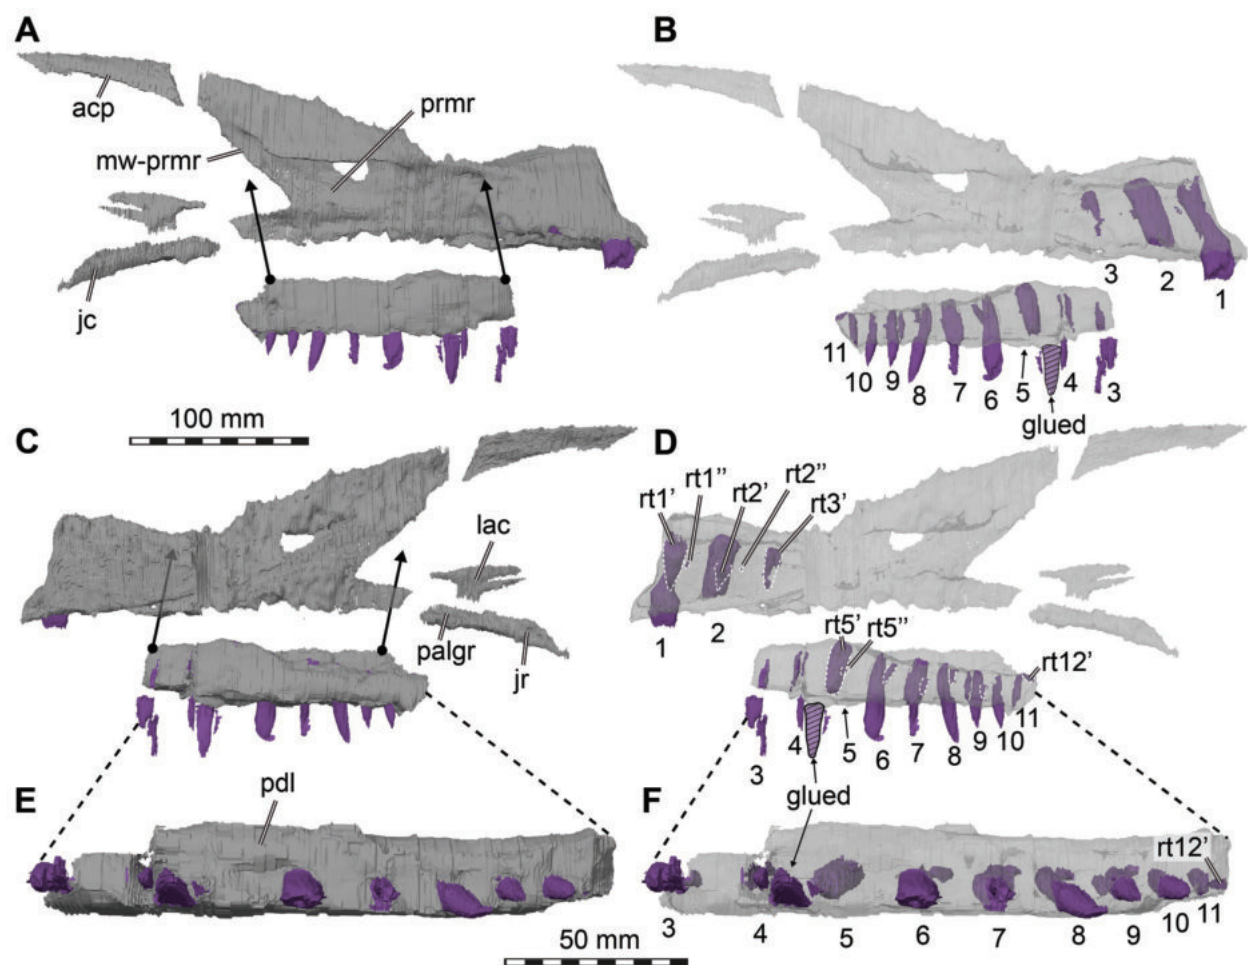 A
B
acp
prmr
mw-prmr
jc
3
2
1
11
10
9
8
7
6
5
4
3
glued
100 mm
C
D
rt1’
rt1’’
rt2’
rt2’’
rt3’
lac
palgr
jr
1
2
rt5’
rt5’’
rt12’
3
4
5
6
7
8
9
10
11
glued
E
F
pdl
rt12’
3
4
5
6
7
8
9
10
11
50 mm